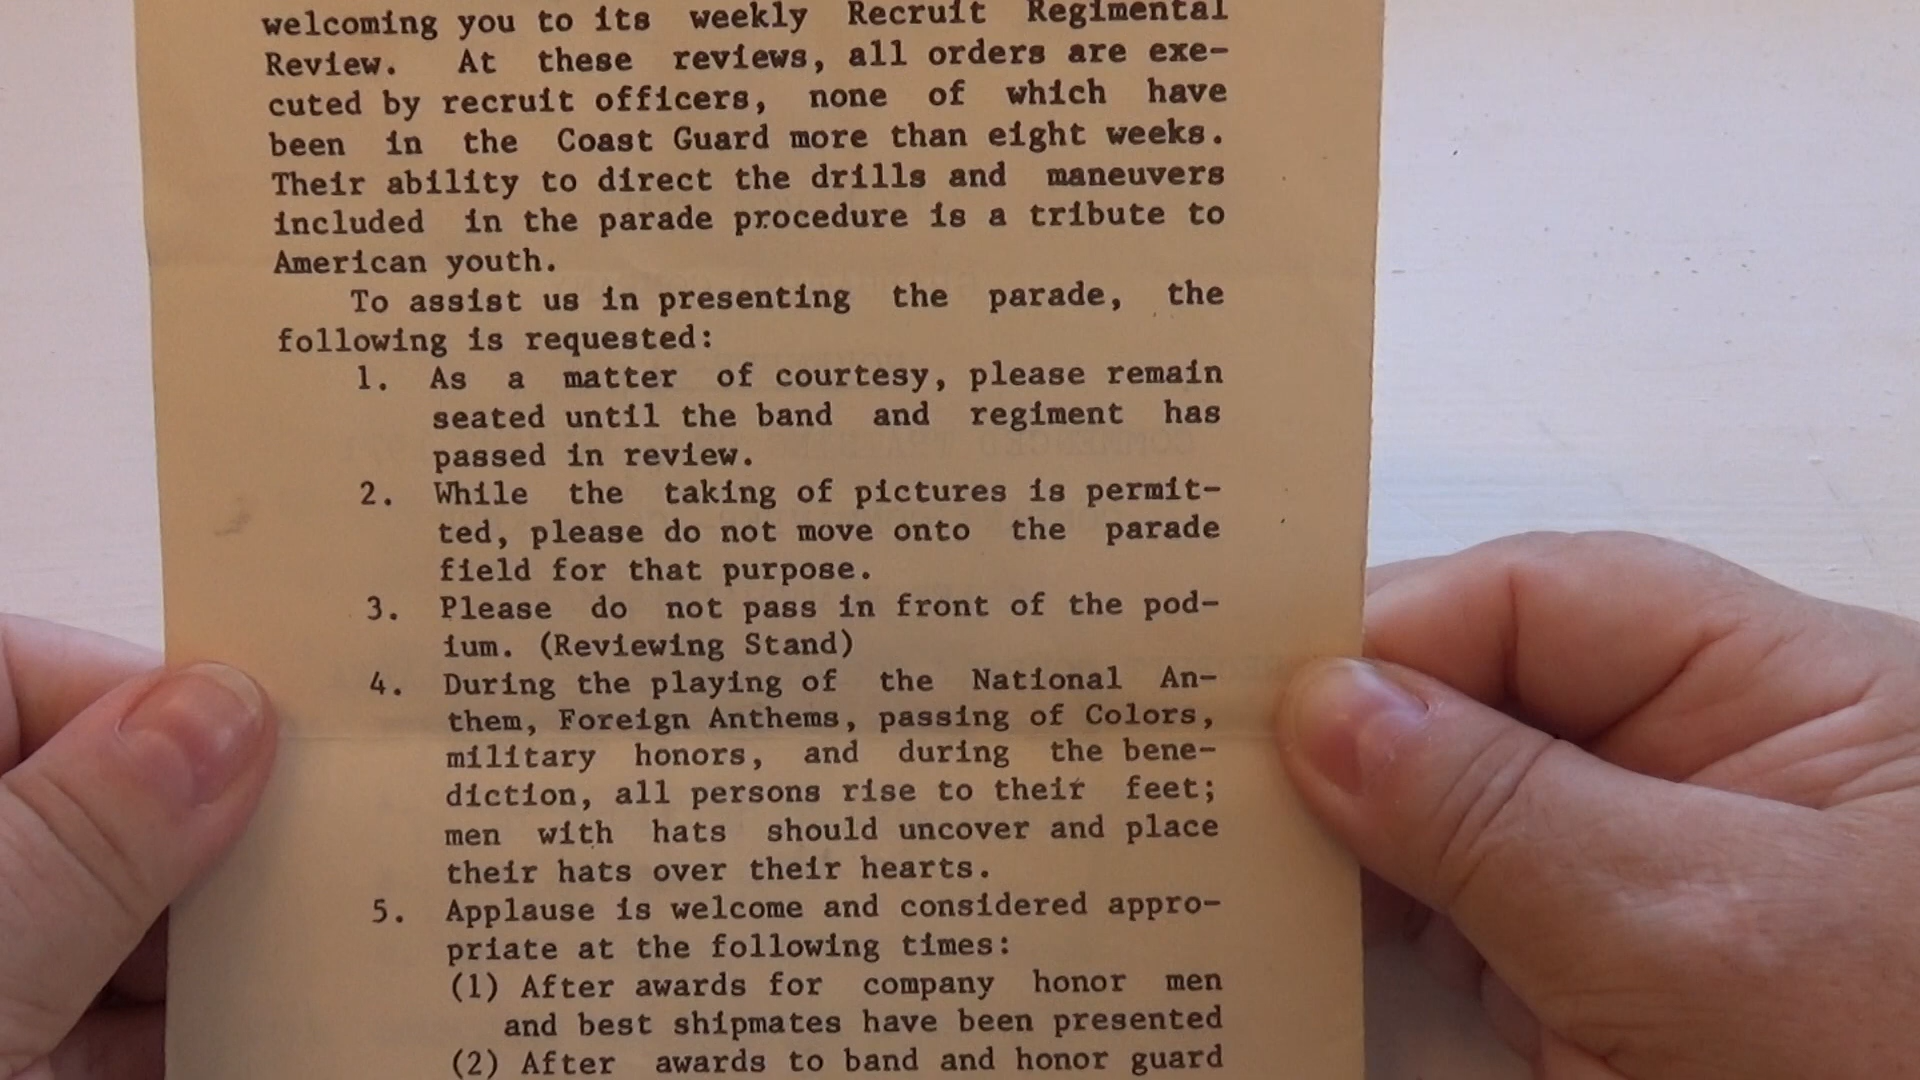 welcoming you to its weekly Recruit Regimental
Review. At these reviews, all orders are exe-
cuted by recruit officers, none of which have
been in the Coast Guard more than eight weeks.
Their ability to direct the drills and maneuvers
included in the parade procedure is a tribute to
American youth.
To assist us in presenting the parade, the
following is requested:
1. As a matter of courtesy, please remain
seated until the band and regiment has
passed in review.
2. While the taking of pictures is permit-
ted, please do not move onto the parade
field for that purpose.
3. Please do not pass in front of the pod-
ium. (Reviewing Stand)
4. During the playing of the National An-
them, Foreign Anthems, passing of Colors,
military honors, and during the bene-
diction, all persons rise to their feet;
men with hats should uncover and place
their hats over their hearts.
5. Applause is welcome and considered appro-
priate at the following times:
(1) After awards for company honor men
and best shipmates have been presented
(2) After awards to band and honor guard